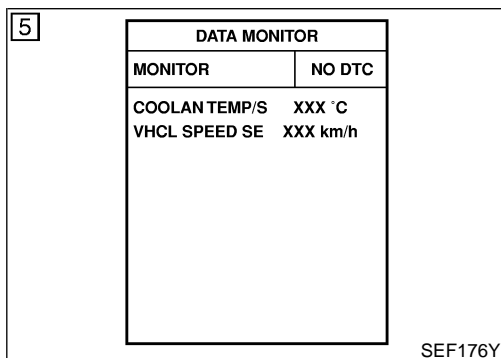 5
DATA MONITOR
MONITOR NO DTC
COOLAN TEMP/S XXX °C
VHCL SPEED SE XXX km/h
SEF176Y